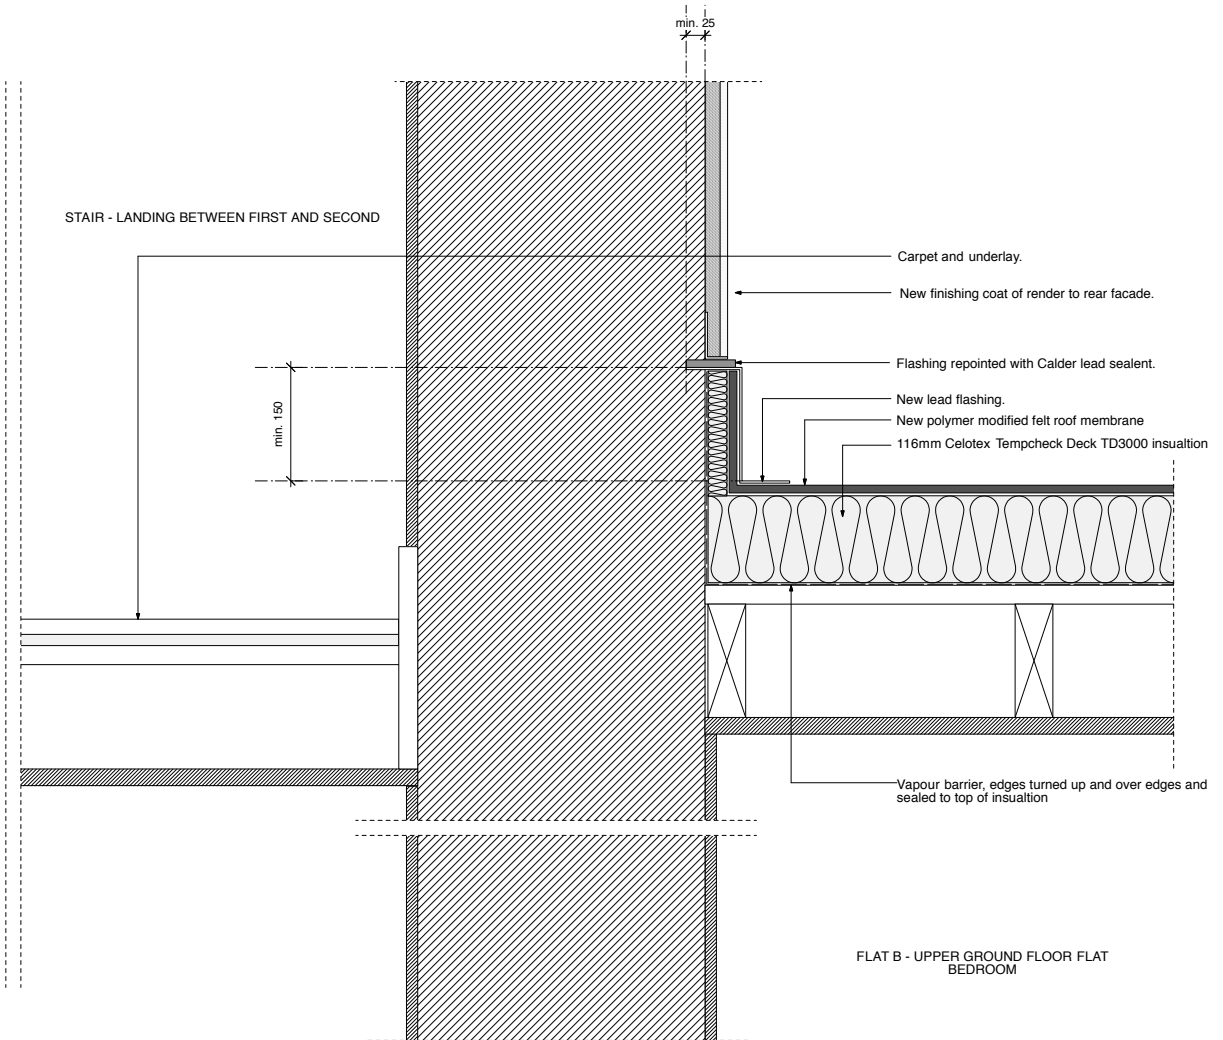 min. 25
STAIR - LANDING BETWEEN FIRST AND SECOND
Carpet and underlay.
New finishing coat of render to rear facade.
Flashing repointed with Calder lead sealent.
min. 150
New lead flashing.
New polymer modified felt roof membrane
116mm Celotex Tempcheck Deck TD3000 insualtion
Vapour barrier, edges turned up and over edges and
sealed to top of insualtion
FLAT B - UPPER GROUND FLOOR FLAT
BEDROOM